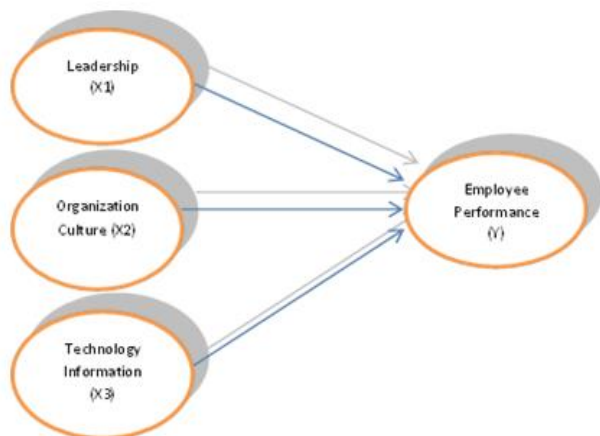 Leadership
(X1)
Organization
Culture (X2)
Technology
Information
(X3)
Employee
Performance
(Y)